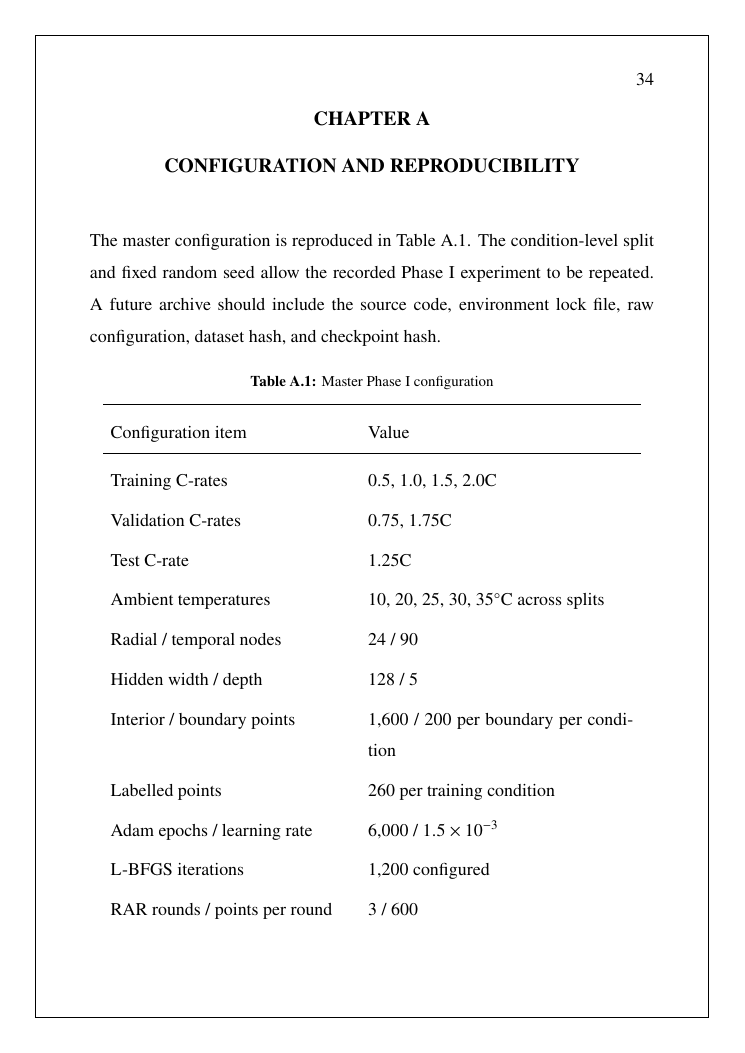 34
CHAPTER A
CONFIGURATION AND REPRODUCIBILITY
The master configuration is reproduced in Table A.1. The condition-level split
and fixed random seed allow the recorded Phase I experiment to be repeated.
A future archive should include the source code, environment lock file, raw
configuration, dataset hash, and checkpoint hash.
Table A.1: Master Phase I configuration
Configuration item Value
Training C-rates 0.5, 1.0, 1.5, 2.0C
Validation C-rates 0.75, 1.75C
Test C-rate 1.25C
Ambient temperatures 10, 20, 25, 30, 35°C across splits
Radial / temporal nodes 24 / 90
Hidden width / depth 128 / 5
Interior / boundary points 1,600 / 200 per boundary per condi-
tion
Labelled points 260 per training condition
Adam epochs / learning rate 6,000 / 1.5 × 10⁻³
L-BFGS iterations 1,200 configured
RAR rounds / points per round 3 / 600